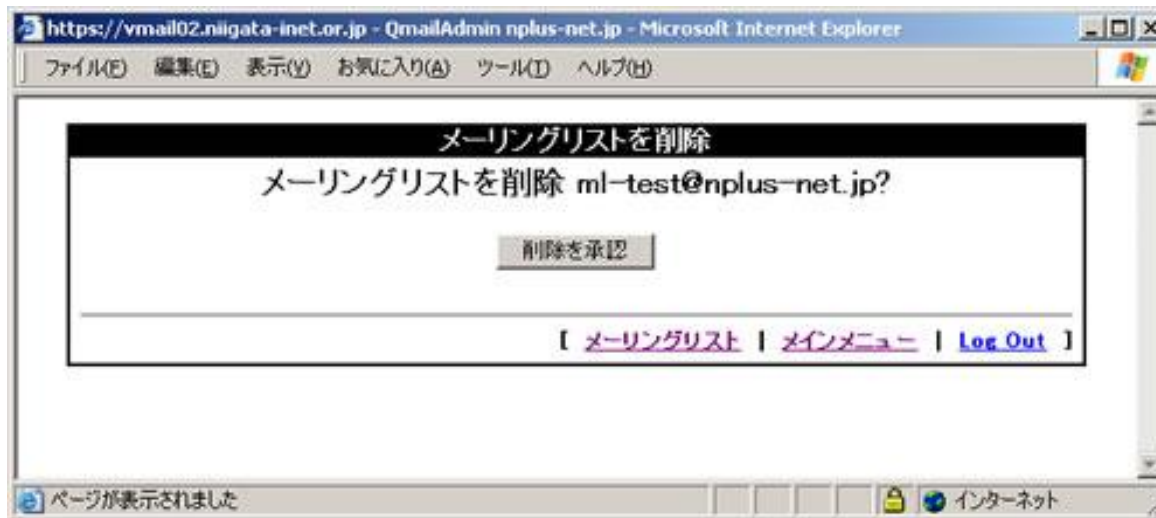 https://vmail02.niigata-inet.or.jp - QmailAdmin nplus-net.jp - Microsoft Internet Explorer
ファイル(F) 編集(E) 表示(V) お気に入り(A) ツール(T) ヘルプ(H)
メーリングリストを削除
メーリングリストを削除 ml-test@nplus-net.jp?
削除を承認
[ メーリングリスト | メインメニュー | Log Out ]
ページが表示されました インターネット